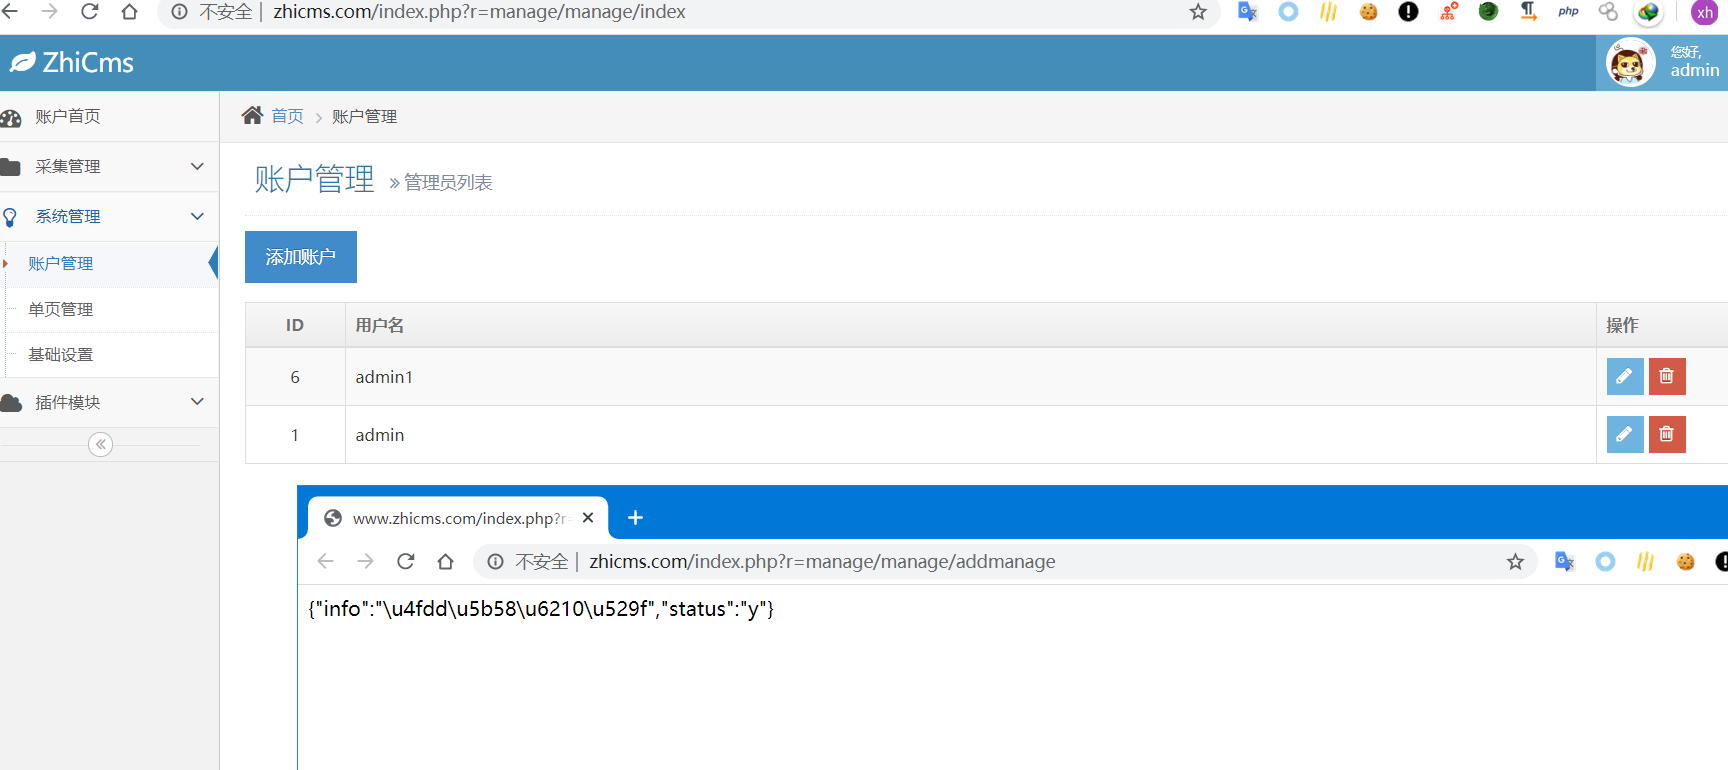 不安全 | zhicms.com/index.php?r=manage/manage/index
php
xh
ZhiCms
您好,
admin
账户首页
首页 > 账户管理
采集管理
账户管理 » 管理员列表
系统管理
添加账户
账户管理
单页管理
ID 用户名 操作
基础设置
6 admin1
插件模块
1 admin
www.zhicms.com/index.php?r=
不安全 | zhicms.com/index.php?r=manage/manage/addmanage
{"info":"\u4fdd\u5b58\u6210\u529f","status":"y"}